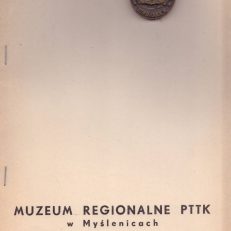 MUZEUM REGIONALNE PTTK
w Myślenicach